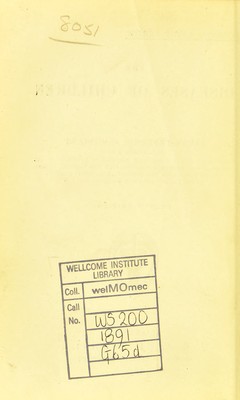 8051
WELLCOME INSTITUTE
LIBRARY
Coll. welMOmec
Call
No. WS200
1891
G65d